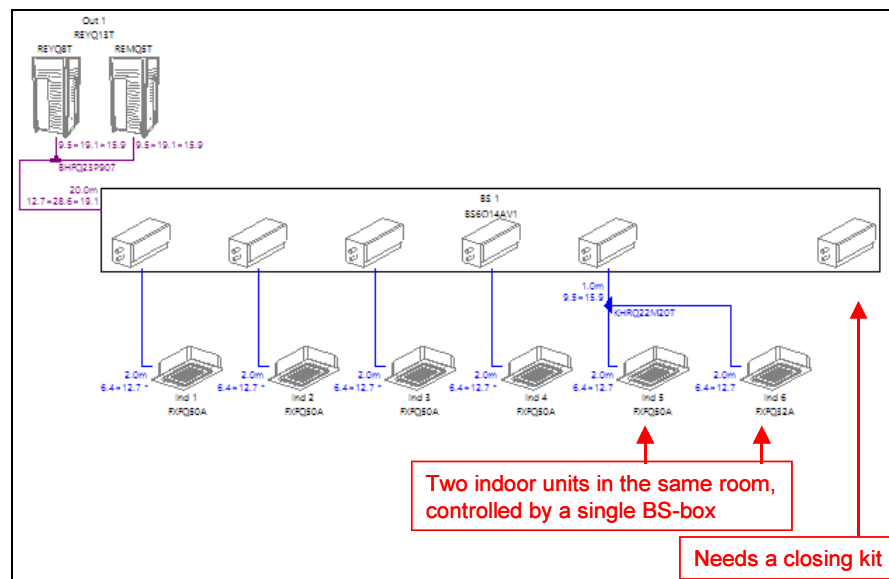 Out 1
REYQ13T
REYQ8T REMQ5T
9.5=19.1=15.9 9.5=19.1=15.9
BHFQ23P907
20.0m
12.7=28.6=19.1
BS 1
BS6Q14AV1
1.0m
9.5=15.9
KHRQ22M20T
2.0m 2.0m 2.0m 2.0m 2.0m 2.0m
6.4=12.7 * 6.4=12.7 * 6.4=12.7 * 6.4=12.7 * 6.4=12.7 6.4=12.7
Ind 1 Ind 2 Ind 3 Ind 4 Ind 5 Ind 6
FXFQ50A FXFQ50A FXFQ50A FXFQ50A FXFQ50A FXFQ32A
Two indoor units in the same room,
controlled by a single BS-box
Needs a closing kit